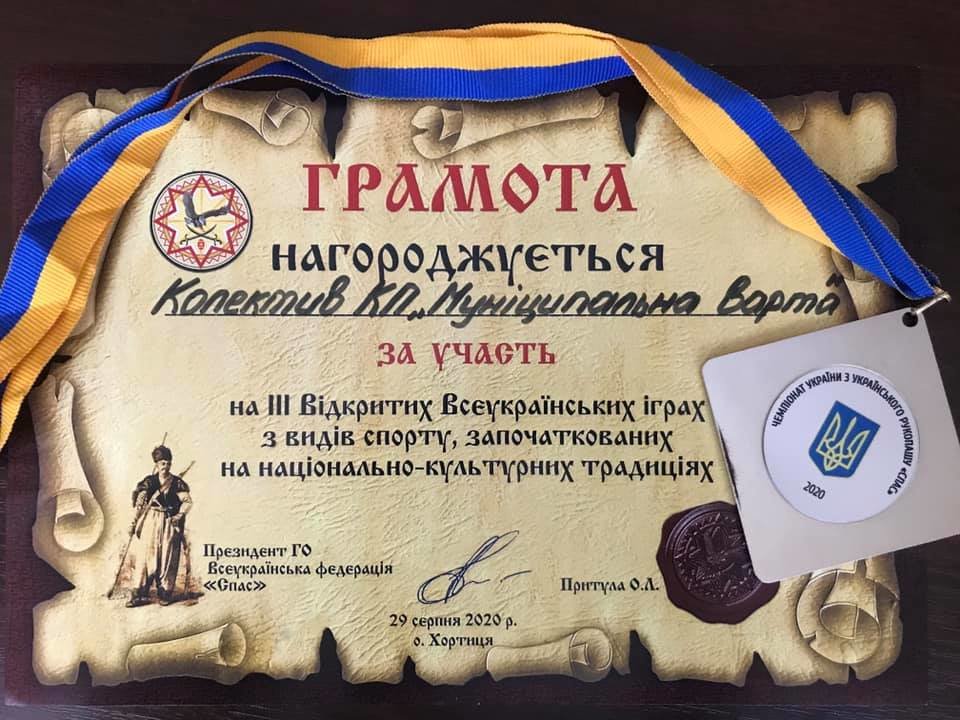 ГРАМОТА
НАГОРОДЖУЄТЬСЯ
Колектив КП „Муніципальна варта"
ЗА УЧАСТЬ
на III Відкритих Всеукраїнських іграх
з видів спорту, започаткованих
на національно-культурних традиціях
Президент ГО
Всеукраїнська федерація
«Спас»
Притула О.Л.
29 серпня 2020 р.
о. Хортиця
ЧЕМПІОНАТ УКРАЇНИ З УКРАЇНСЬКОГО РУКОПАШУ «СПАС»
2020